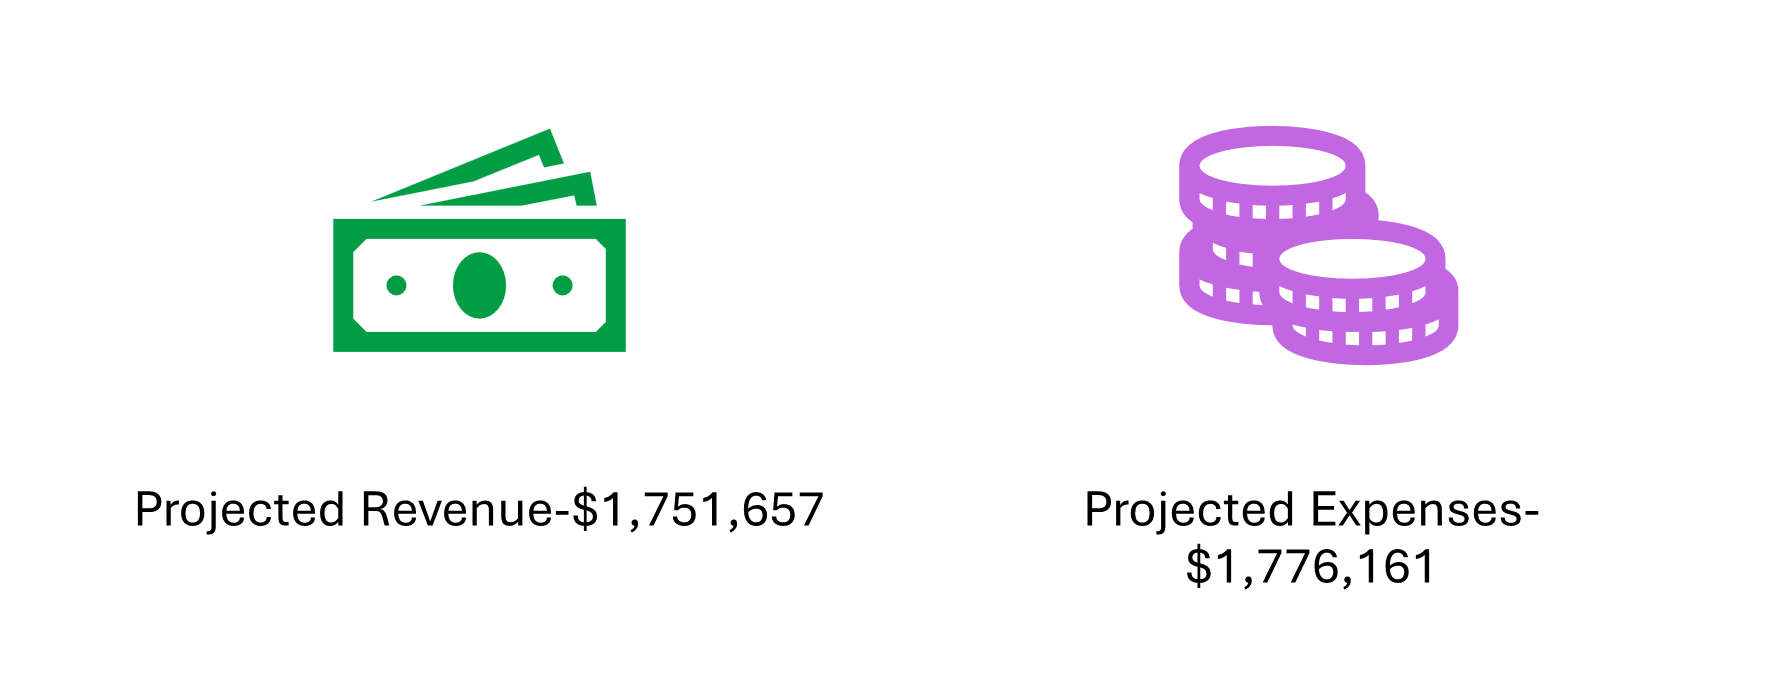 Projected Revenue-$1,751,657
Projected Expenses-
$1,776,161